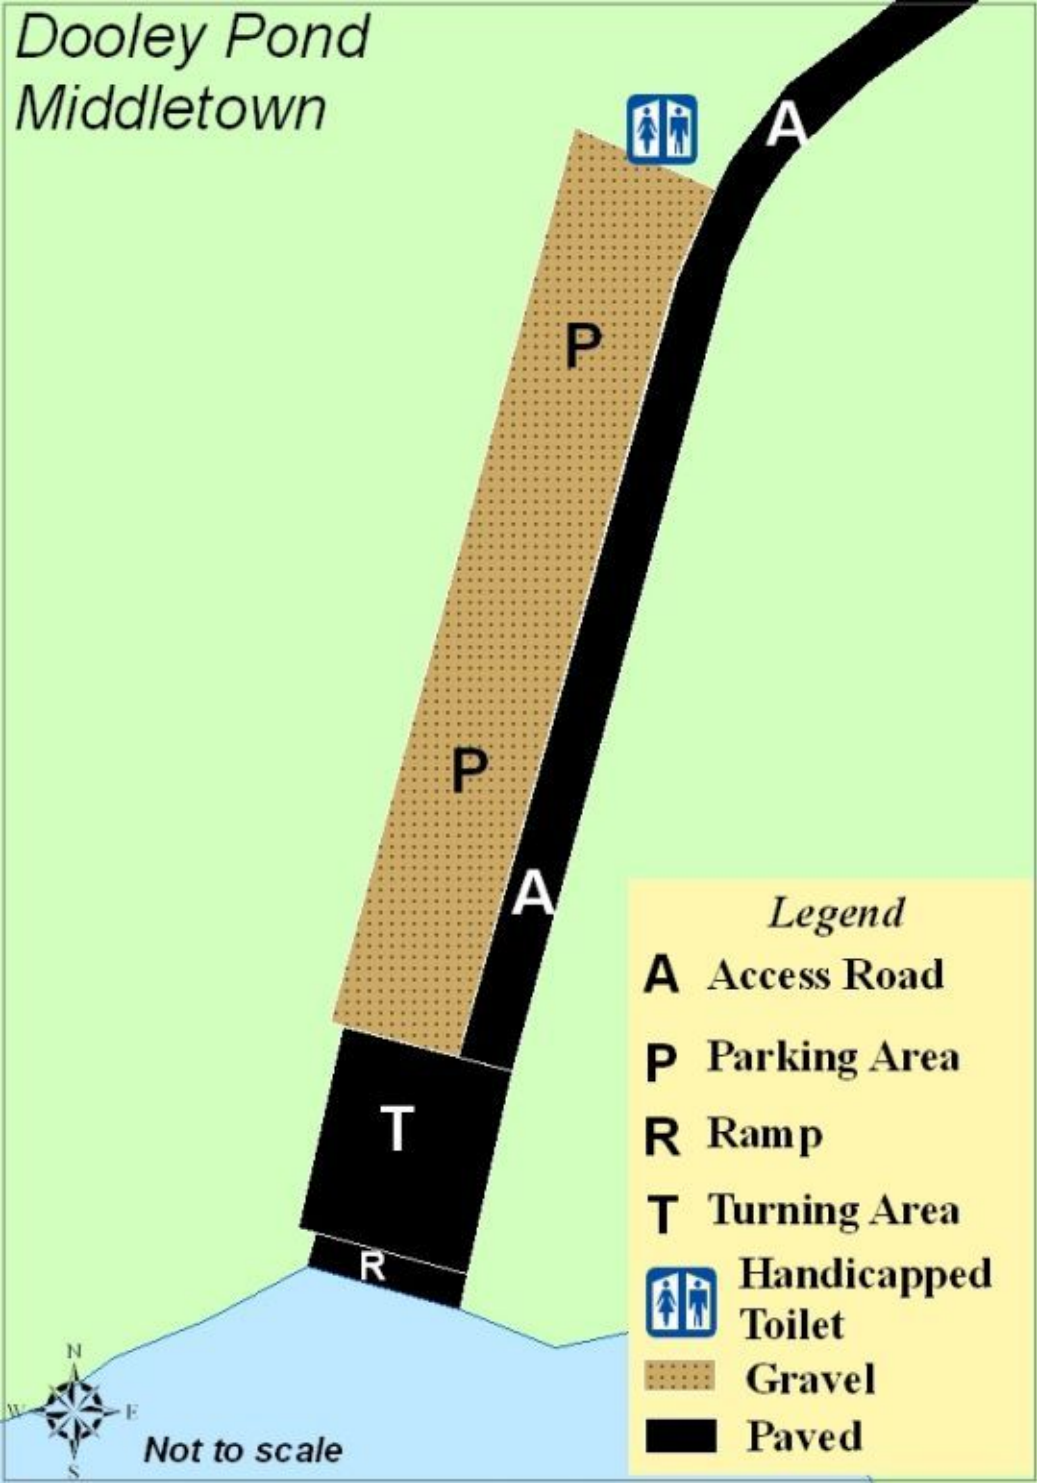 Dooley Pond
Middletown
A
P
P
A
T
R
Legend
A Access Road
P Parking Area
R Ramp
T Turning Area
Handicapped
Toilet
Gravel
Paved
N
W E
S
Not to scale